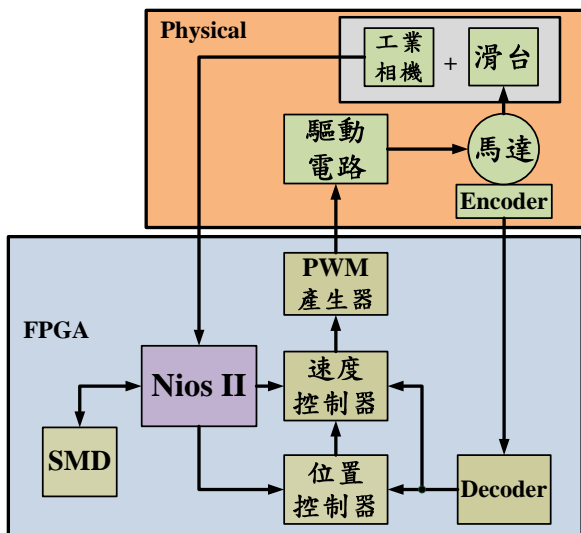 Physical
工業
相機
+
滑台
驅動
電路
馬達
Encoder
PWM
產生器
FPGA
Nios II
速度
控制器
SMD
位置
控制器
Decoder